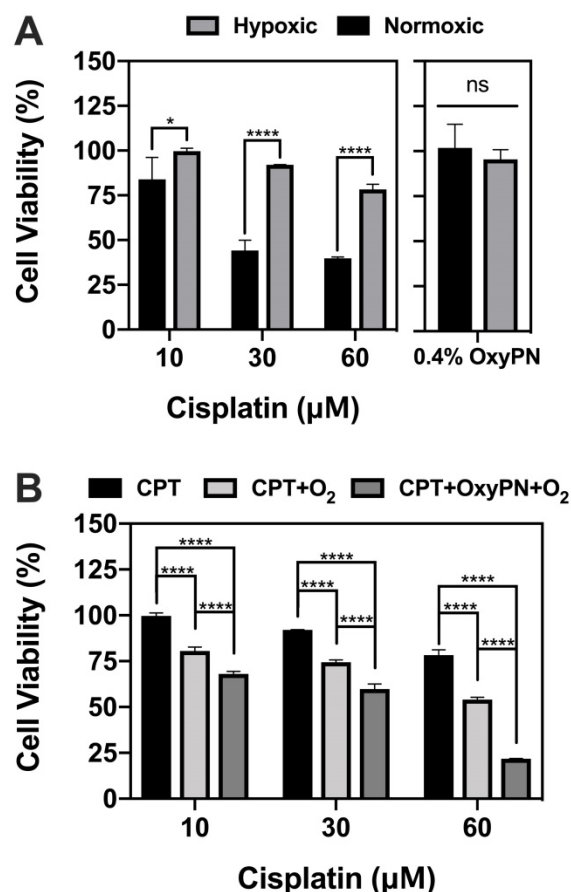 A
Hypoxic Normoxic
Cell Viability (%)
150
125
100
75
50
25
0
* **** ****
ns
10 30 60
0.4% OxyPN
Cisplatin (µM)
B
CPT CPT+O₂ CPT+OxyPN+O₂
Cell Viability (%)
150
125
100
75
50
25
0
**** **** ****
**** **** ****
**** **** ****
10 30 60
Cisplatin (µM)